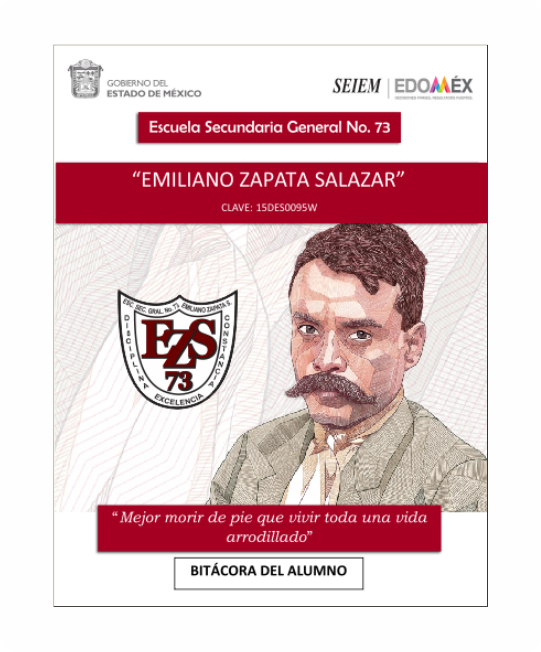 GOBIERNO DEL
ESTADO DE MÉXICO
SEIEM
EDOMÉX
Escuela Secundaria General No. 73
“EMILIANO ZAPATA SALAZAR”
CLAVE: 15DES0095W
ESC. SEC. GRAL. No. 73 EMILIANO ZAPATA S.
DISCIPLINA
CONSTANCIA
EZS
73
EXCELENCIA
“Mejor morir de pie que vivir toda una vida
arrodillado”
BITÁCORA DEL ALUMNO